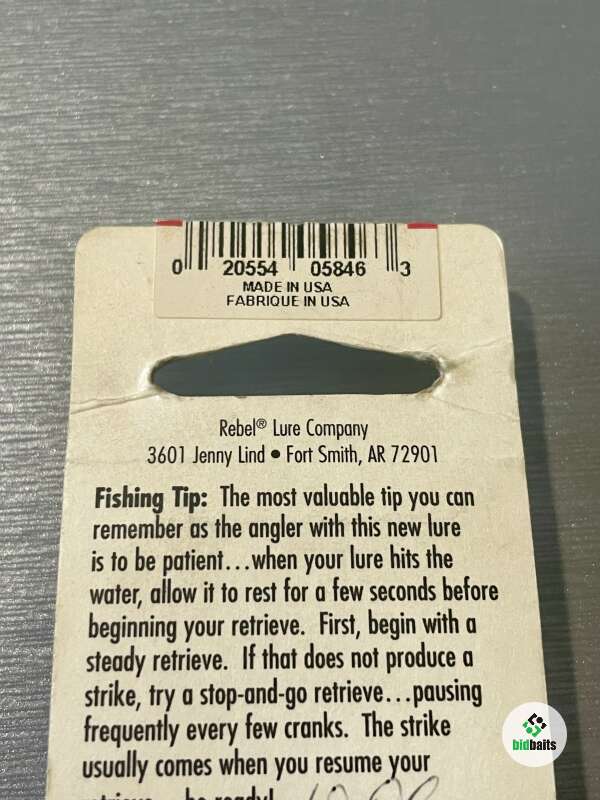 0 20554 05846 3
MADE IN USA
FABRIQUE IN USA
Rebel® Lure Company
3601 Jenny Lind • Fort Smith, AR 72901
Fishing Tip: The most valuable tip you can
remember as the angler with this new lure
is to be patient...when your lure hits the
water, allow it to rest for a few seconds before
beginning your retrieve. First, begin with a
steady retrieve. If that does not produce a
strike, try a stop-and-go retrieve...pausing
frequently every few cranks. The strike
usually comes when you resume your
retrieve...be ready!
bidbaits